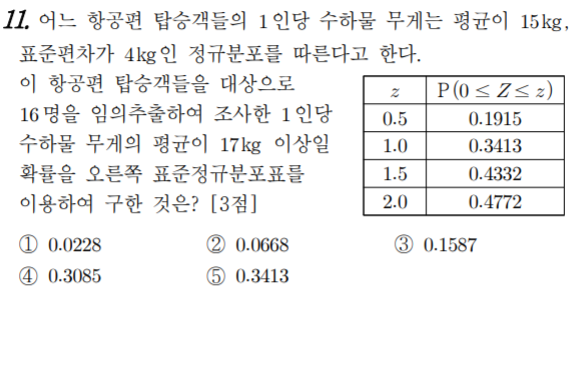 11. 어느 항공편 탑승객들의 1인당 수하물 무게는 평균이 15kg,
표준편차가 4kg인 정규분포를 따른다고 한다.
이 항공편 탑승객들을 대상으로
16명을 임의추출하여 조사한 1인당
수하물 무게의 평균이 17kg 이상일
확률을 오른쪽 표준정규분포표를
이용하여 구한 것은? [3점]
z P(0≤Z≤z)
0.5 0.1915
1.0 0.3413
1.5 0.4332
2.0 0.4772
① 0.0228 ② 0.0668 ③ 0.1587
④ 0.3085 ⑤ 0.3413